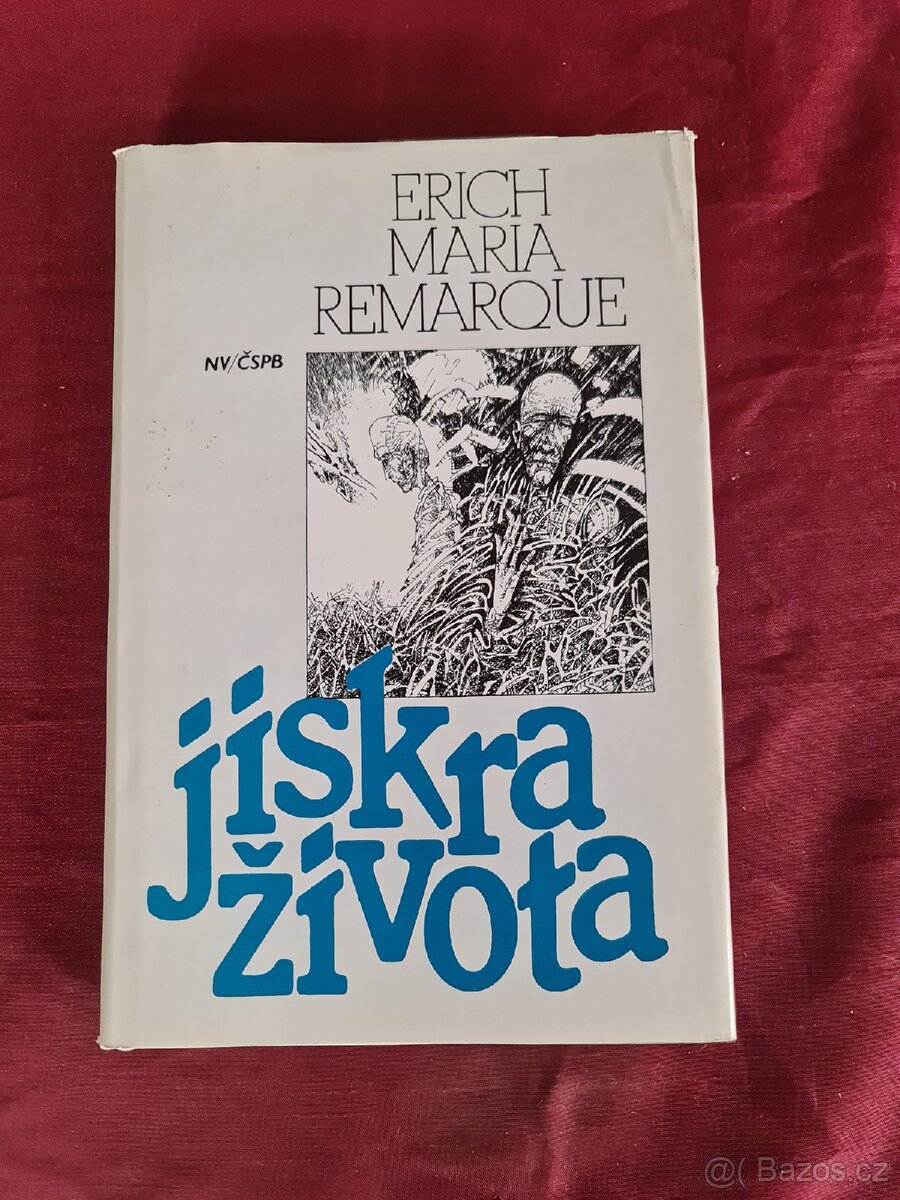 ERICH
MARIA
REMARQUE
NV/ČSPB
jiskra
života
@( Bazos.cz